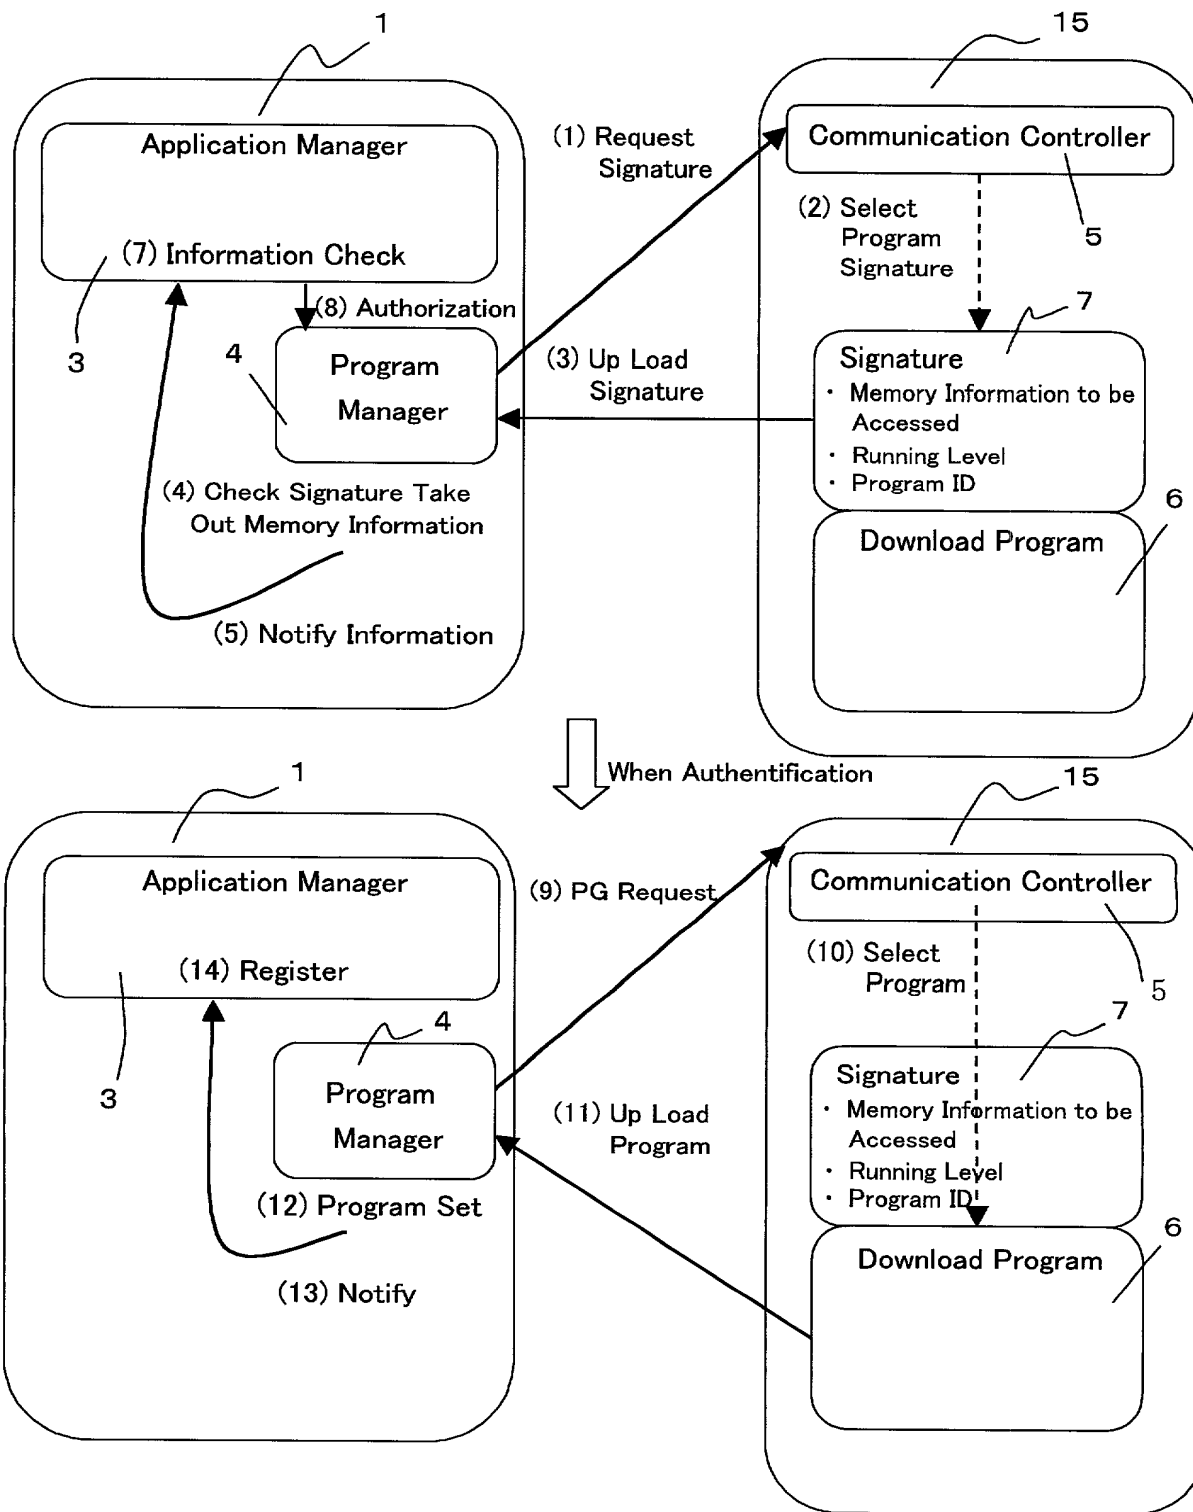 1
15
Application Manager
(1) Request
Signature
Communication Controller
(2) Select
Program
Signature
5
(7) Information Check
(8) Authorization
3
4
Program
Manager
(3) Up Load
Signature
7
Signature
· Memory Information to be
Accessed
· Running Level
· Program ID
(4) Check Signature Take
Out Memory Information
6
Download Program
(5) Notify Information
When Authentification
1
15
Application Manager
(9) PG Request
Communication Controller
(14) Register
(10) Select
Program
5
3
4
7
Program
Manager
(11) Up Load
Program
Signature
· Memory Information to be
Accessed
· Running Level
· Program ID
(12) Program Set
6
Download Program
(13) Notify